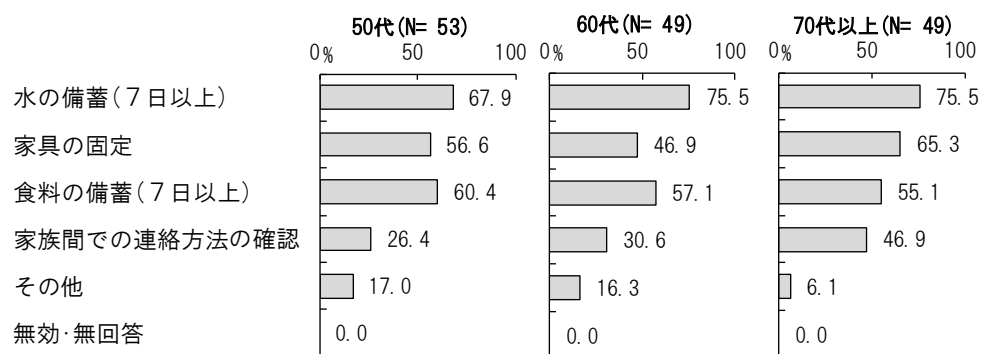 50代(N= 53) 60代(N= 49) 70代以上(N= 49)
0% 50 100 0% 50 100 0% 50 100
水の備蓄(７日以上) 67.9 75.5 75.5
家具の固定 56.6 46.9 65.3
食料の備蓄(７日以上) 60.4 57.1 55.1
家族間での連絡方法の確認 26.4 30.6 46.9
その他 17.0 16.3 6.1
無効・無回答 0.0 0.0 0.0